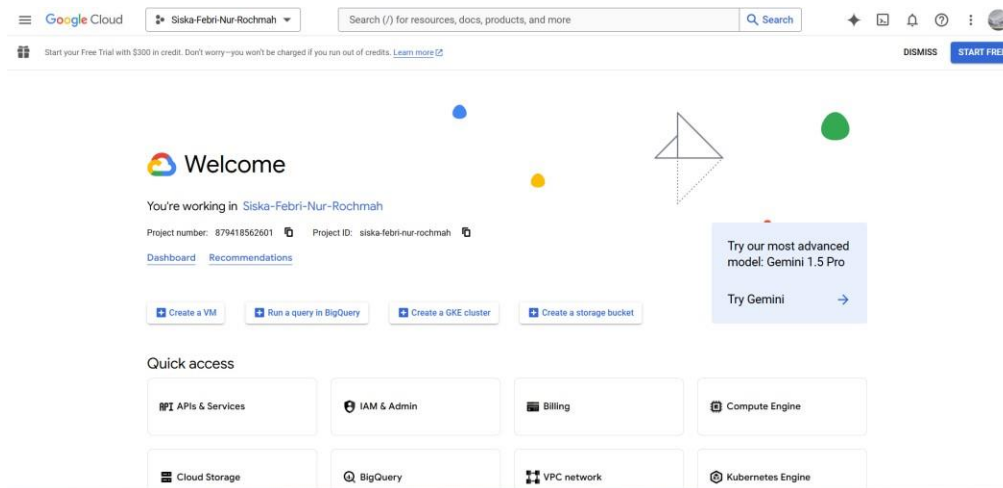 Google Cloud
Siska-Febri-Nur-Rochmah
Search (/) for resources, docs, products, and more
Search
Start your Free Trial with $300 in credit. Don't worry—you won't be charged if you run out of credits. Learn more
DISMISS
START FREE
Welcome
You're working in Siska-Febri-Nur-Rochmah
Project number: 879418562601 Project ID: siska-febri-nur-rochmah
Dashboard Recommendations
Try our most advanced
model: Gemini 1.5 Pro
Try Gemini
Create a VM
Run a query in BigQuery
Create a GKE cluster
Create a storage bucket
Quick access
API APIs & Services
IAM & Admin
Billing
Compute Engine
Cloud Storage
BigQuery
VPC network
Kubernetes Engine